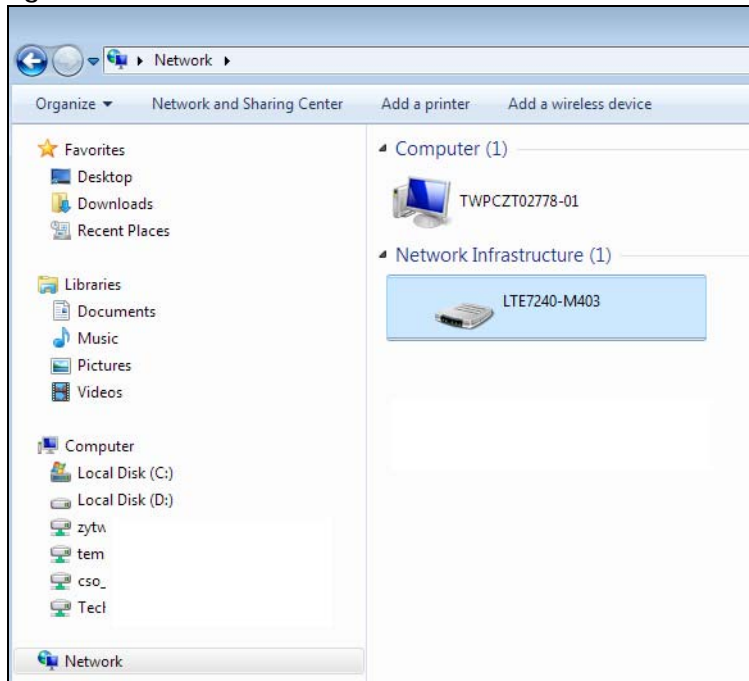 Network
Organize Network and Sharing Center Add a printer Add a wireless device
Favorites
Desktop
Downloads
Recent Places
Libraries
Documents
Music
Pictures
Videos
Computer
Local Disk (C:)
Local Disk (D:)
tem
cso_
Network
Computer (1)
TWPCZT02778-01
Network Infrastructure (1)
LTE7240-M403